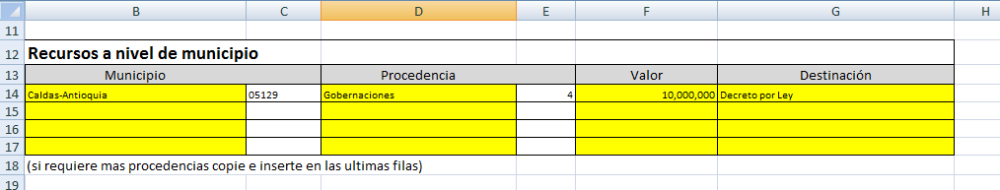 B C D E F G H
11
12 Recursos a nivel de municipio
13 Municipio Procedencia Valor Destinación
14 Caldas-Antioquia 05129 Gobernaciones 4 10,000,000 Decreto por Ley
15
16
17
18 (si requiere mas procedencias copie e inserte en las ultimas filas)
19